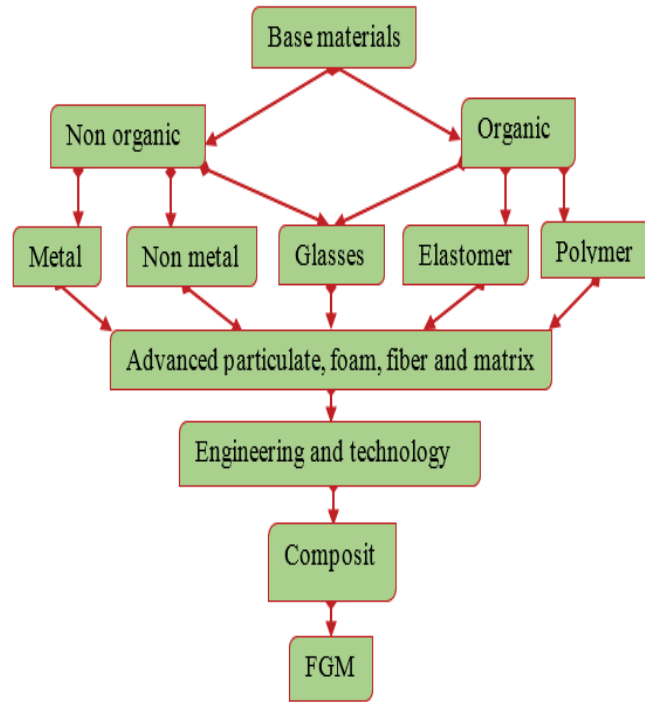 Base materials
Non organic
Organic
Metal
Non metal
Glasses
Elastomer
Polymer
Advanced particulate, foam, fiber and matrix
Engineering and technology
Composit
FGM